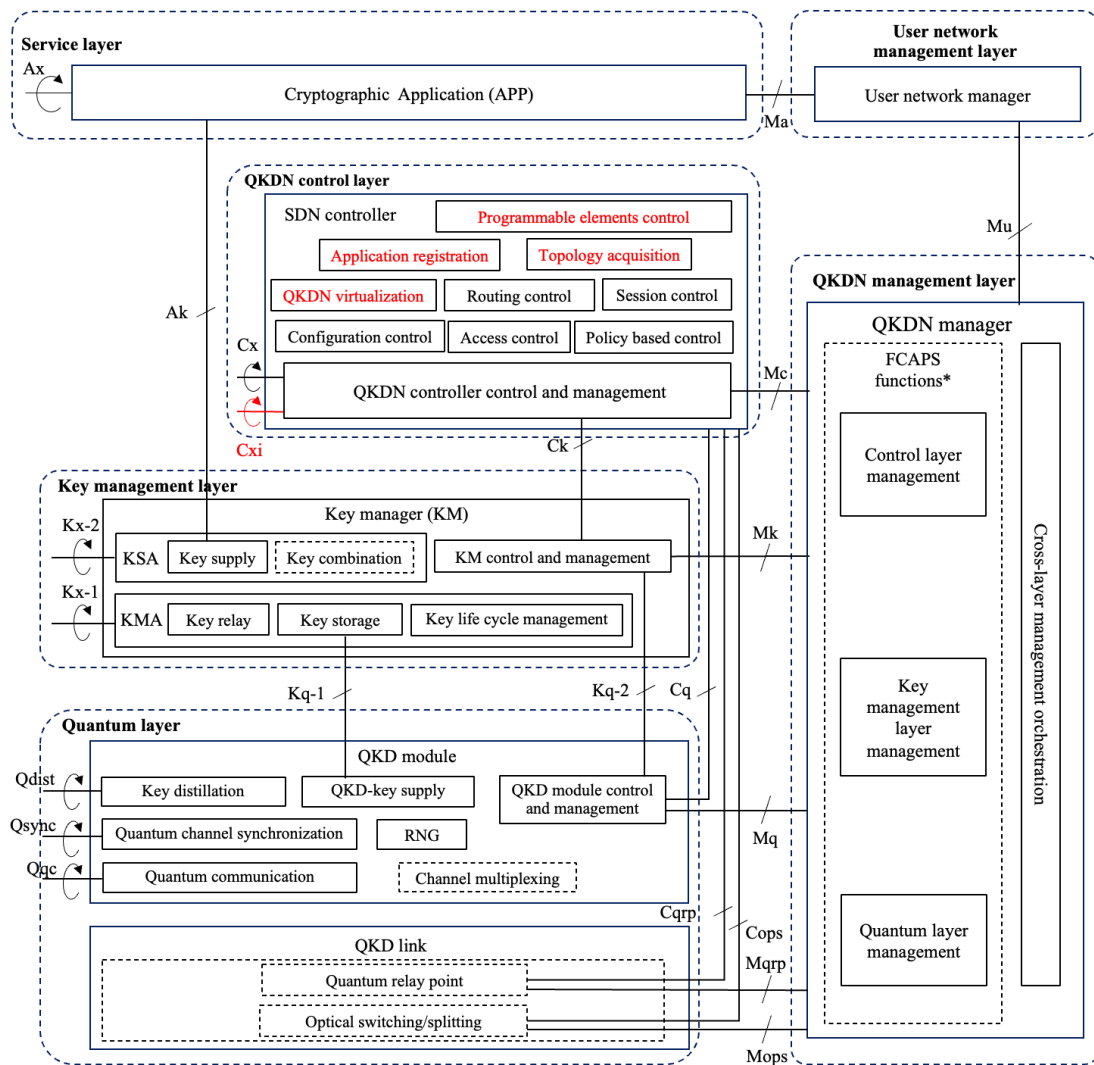 Service layer
Ax
Cryptographic Application (APP)
Ma
User network
management layer
User network manager
Mu
QKDN control layer
SDN controller
Programmable elements control
Application registration
Topology acquisition
QKDN virtualization
Routing control
Session control
Configuration control
Access control
Policy based control
Ak
Cx
QKDN controller control and management
Cxi
Mc
Ck
QKDN management layer
QKDN manager
FCAPS
functions*
Control layer
management
Key
management
layer
management
Quantum layer
management
Cross-layer management orchestration
Key management layer
Key manager (KM)
Kx-2
KSA
Key supply
Key combination
KM control and management
Mk
Kx-1
KMA
Key relay
Key storage
Key life cycle management
Kq-1
Kq-2
Cq
Quantum layer
QKD module
Qdist
Key distillation
QKD-key supply
QKD module control
and management
Qsync
Quantum channel synchronization
RNG
Mq
Qqc
Quantum communication
Channel multiplexing
Cqrp
Cops
QKD link
Quantum relay point
Mqrp
Optical switching/splitting
Mops